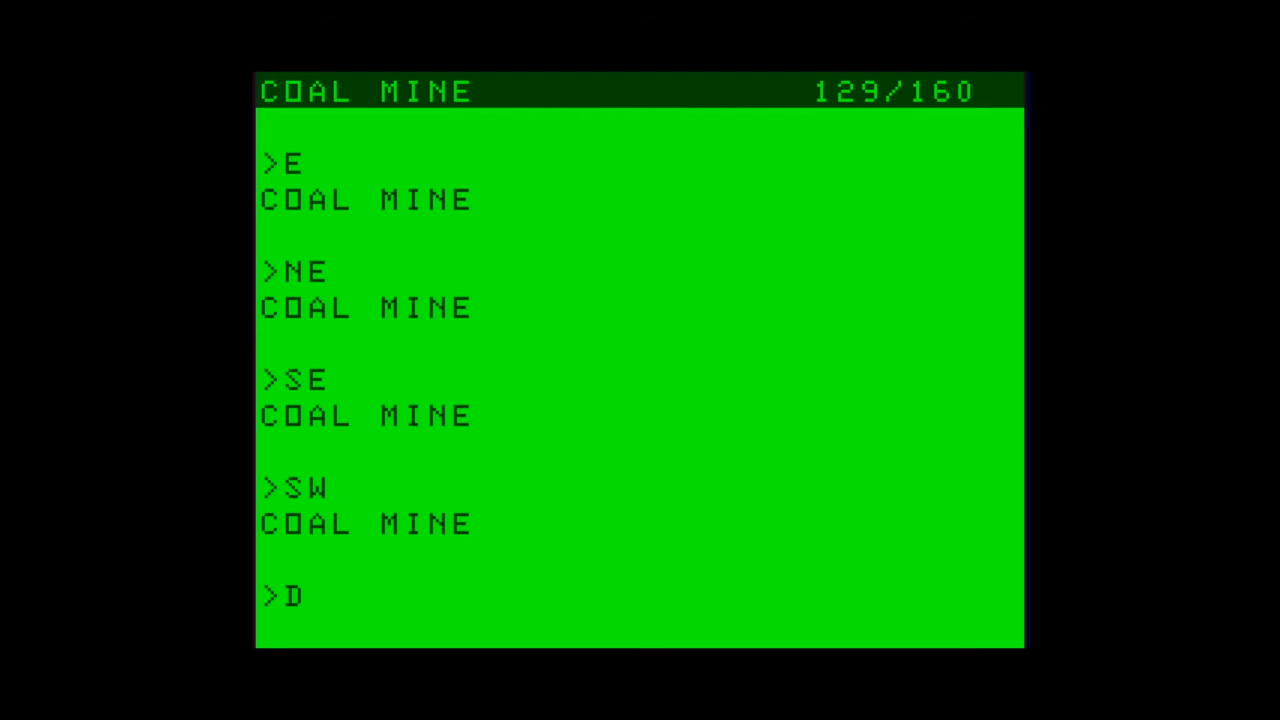 COAL MINE 129/160
>E
COAL MINE
>NE
COAL MINE
>SE
COAL MINE
>SW
COAL MINE
>D